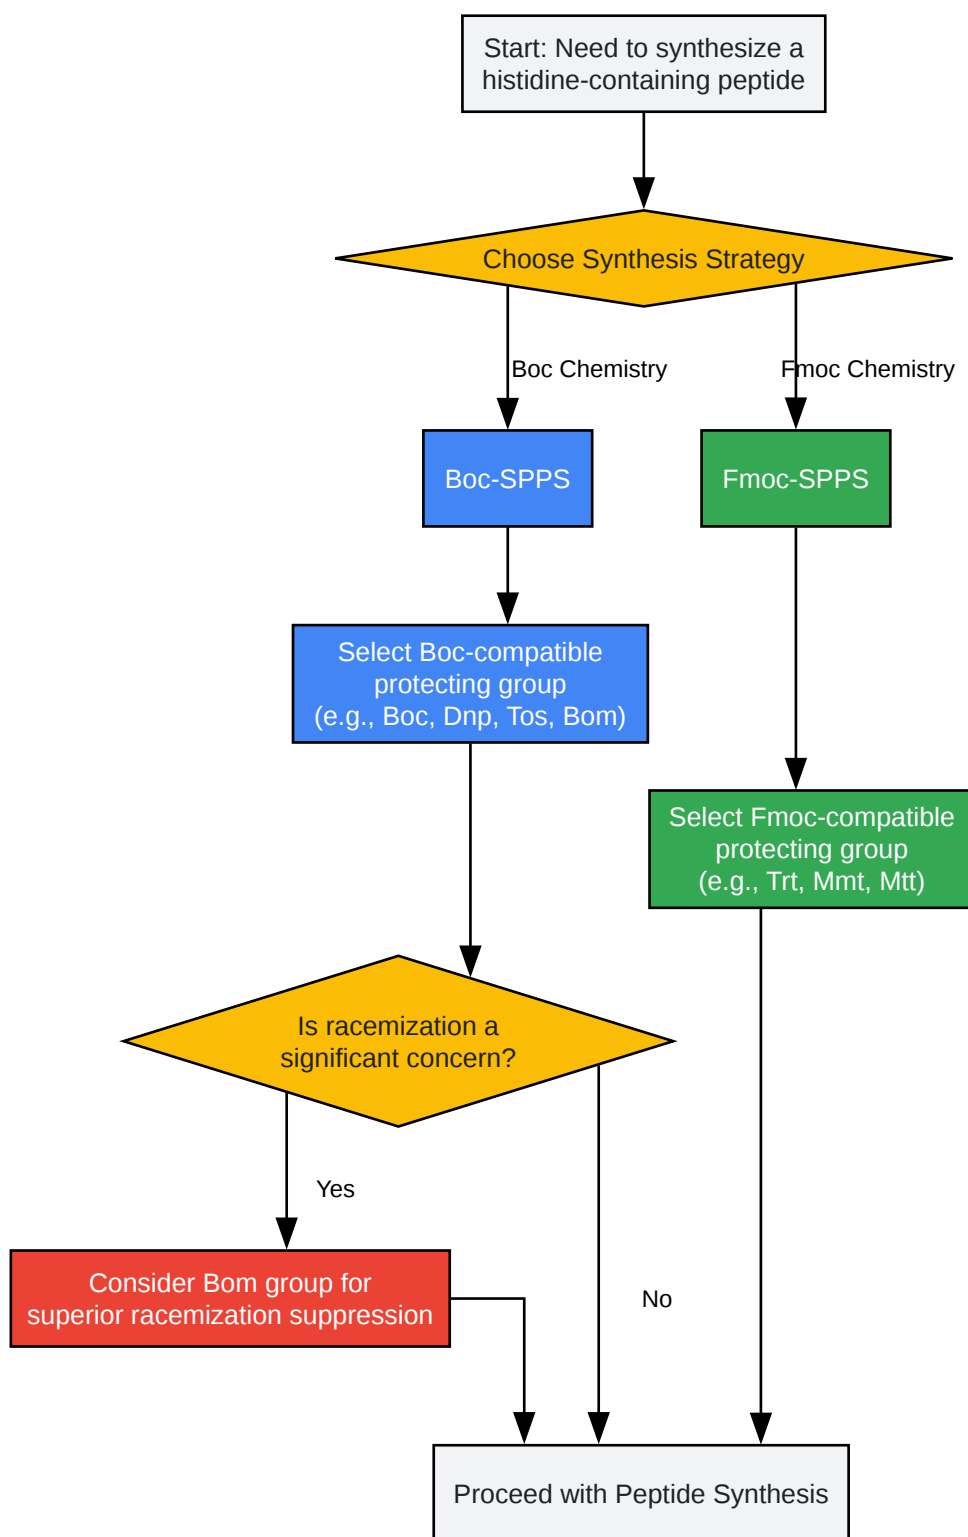 Start: Need to synthesize a
histidine-containing peptide
Choose Synthesis Strategy
Boc Chemistry
Fmoc Chemistry
Boc-SPPS
Fmoc-SPPS
Select Boc-compatible
protecting group
(e.g., Boc, Dnp, Tos, Bom)
Select Fmoc-compatible
protecting group
(e.g., Trt, Mmt, Mtt)
Is racemization a
significant concern?
Yes
Consider Bom group for
superior racemization suppression
No
Proceed with Peptide Synthesis